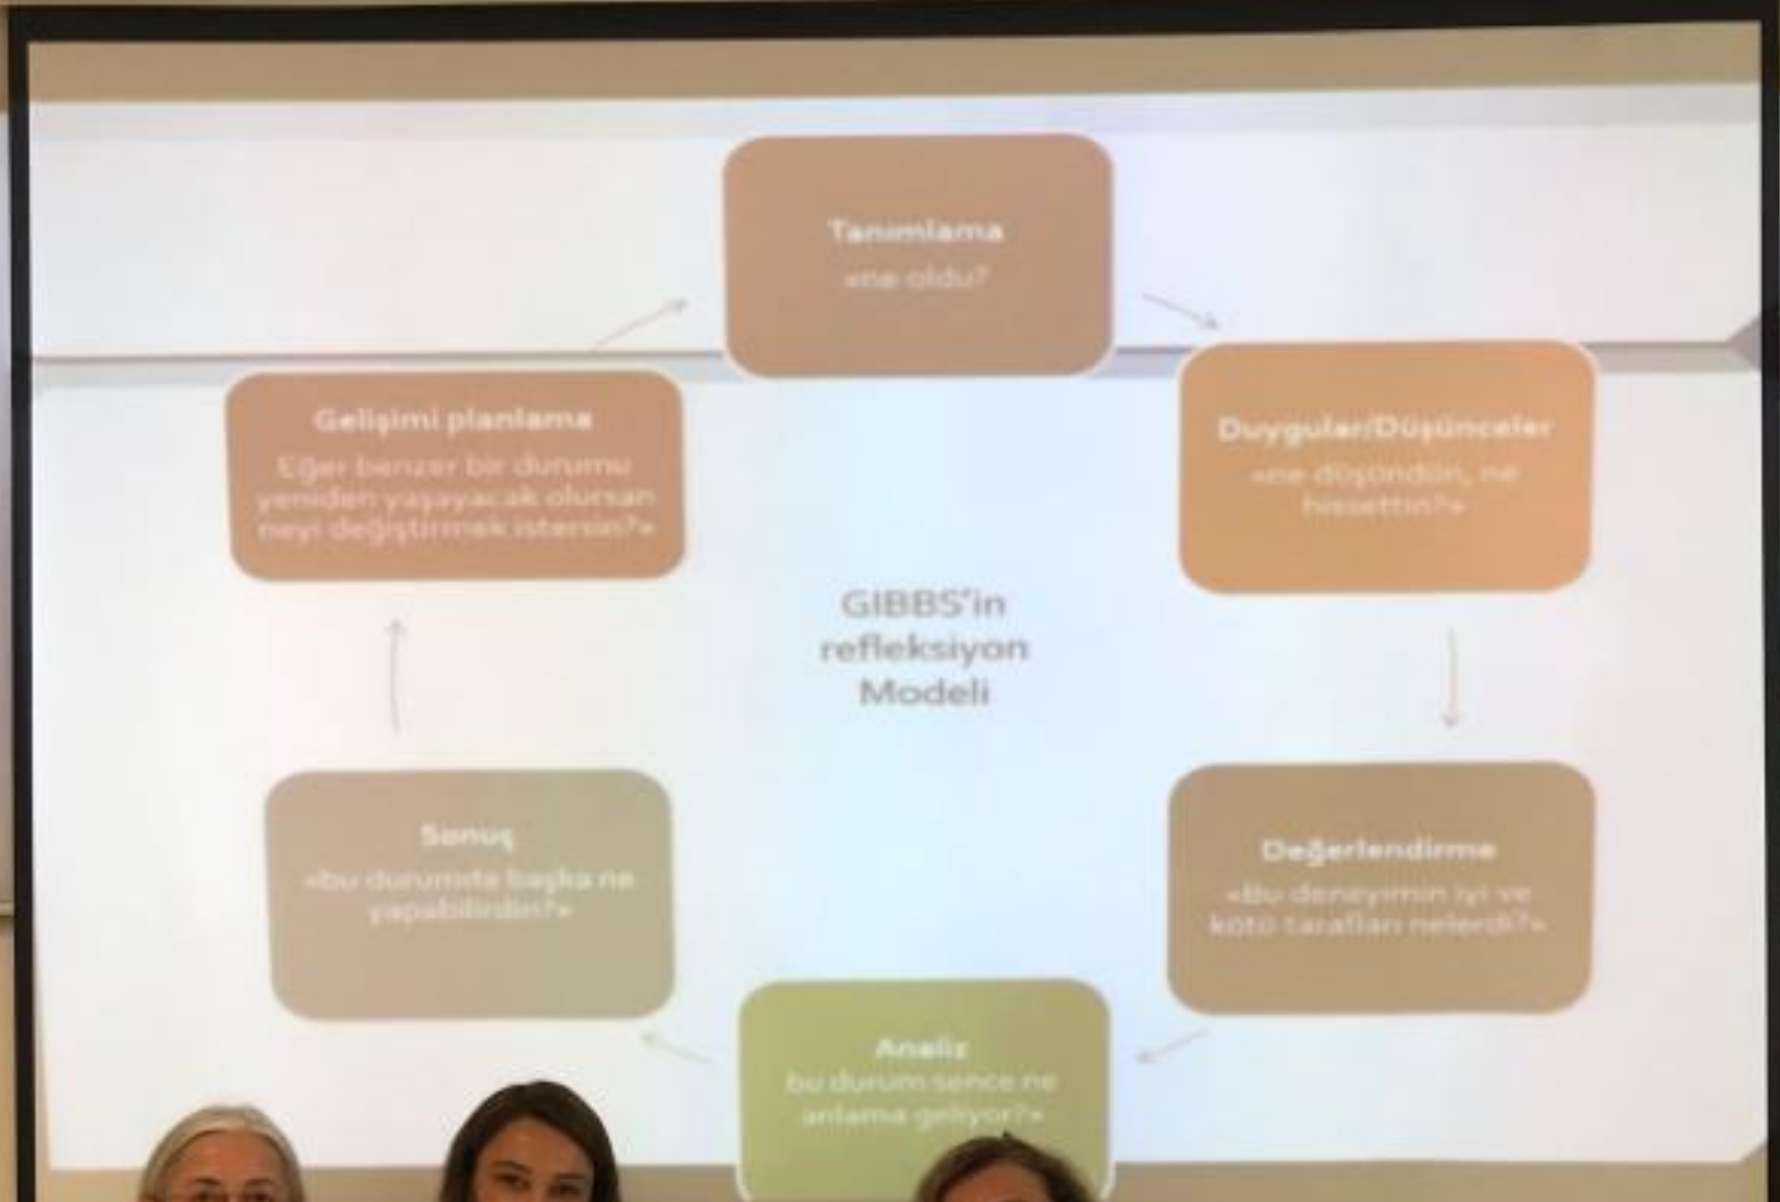 Tanımlama
«ne oldu?
Duygular/Düşünceler
«ne düşündün, ne
hissettin?»
Değerlendirme
«Bu deneyimin iyi ve
kötü tarafları nelerdi?»
Analiz
bu durum sence ne
anlama geliyor?»
Sonuç
«bu durumda başka ne
yapabilirdin?»
Gelişimi planlama
Eğer benzer bir durumu
yeniden yaşayacak olursan
neyi değiştirmek istersin?»
GIBBS'in
refleksiyon
Modeli